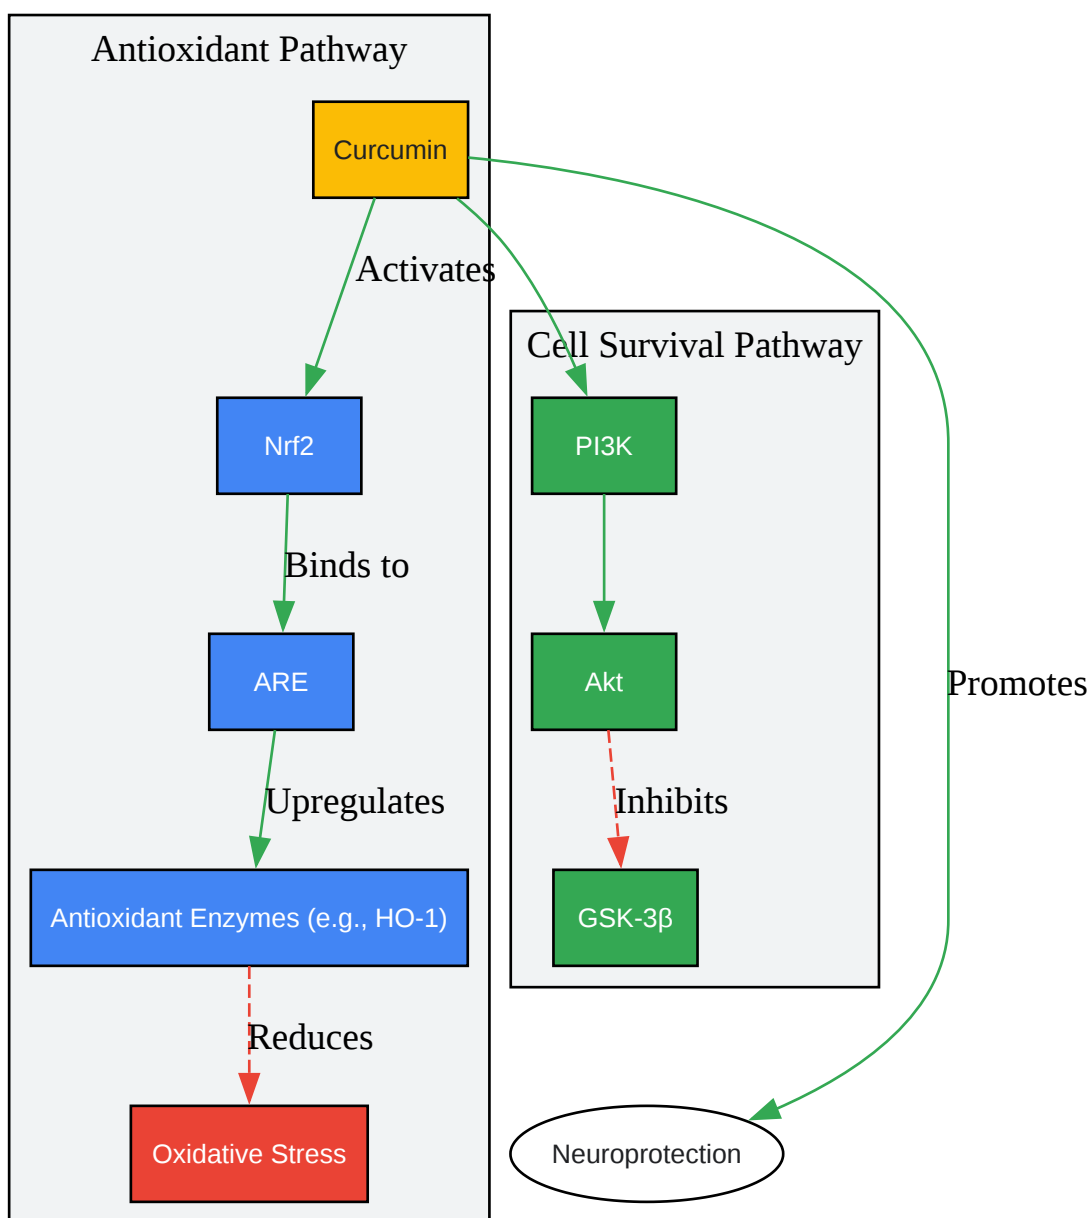 Antioxidant Pathway
Curcumin
Activates
Cell Survival Pathway
Nrf2
PI3K
Binds to
ARE
Akt
Promotes
Upregulates
Inhibits
Antioxidant Enzymes (e.g., HO-1)
GSK-3β
Reduces
Oxidative Stress
Neuroprotection